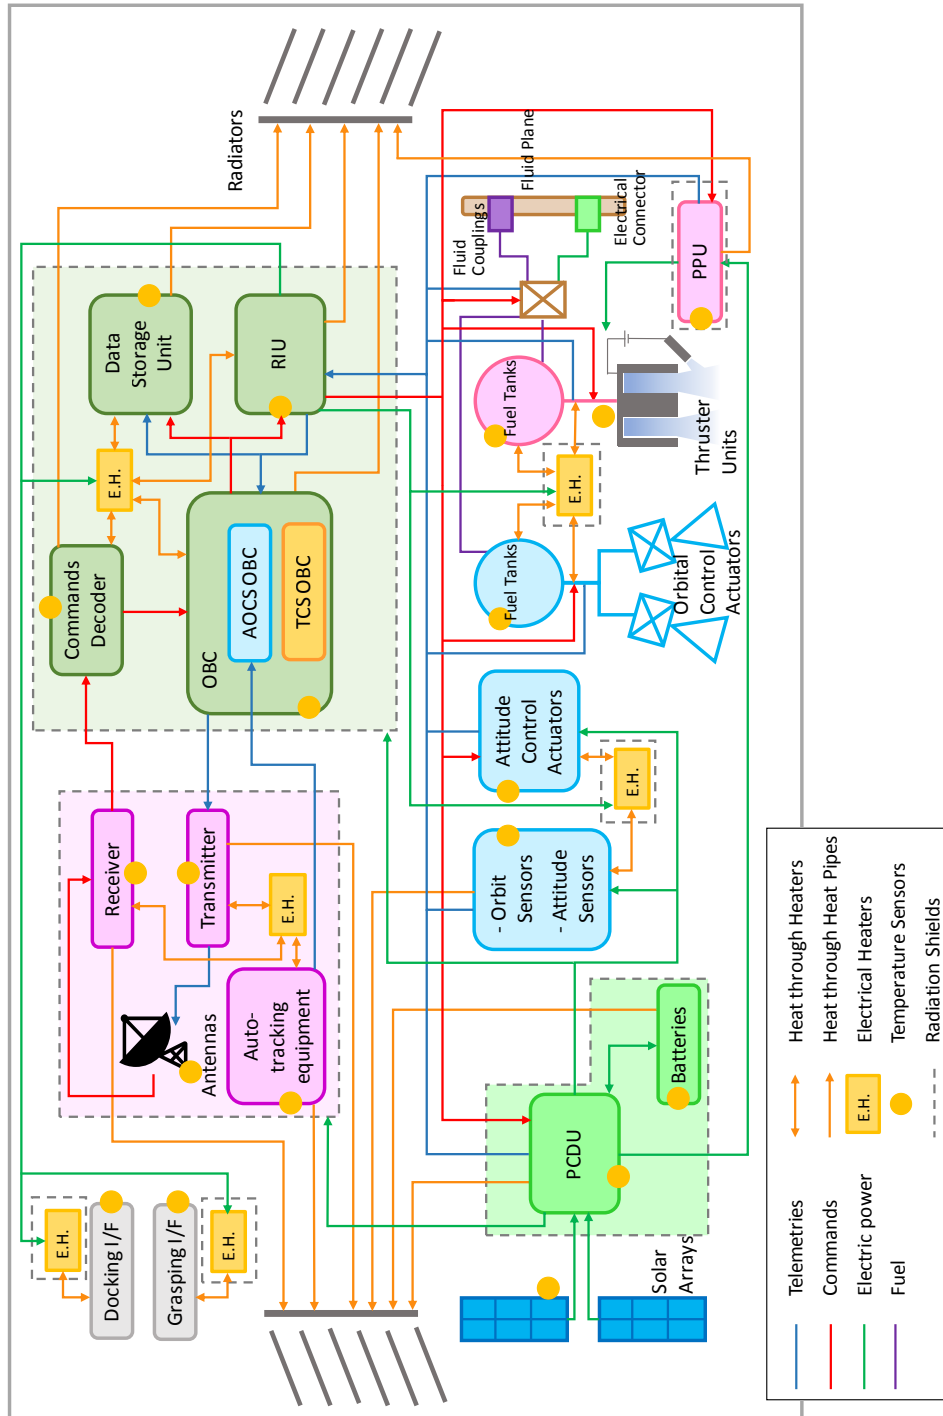 Radiators
Data
Storage
Unit
RIU
E.H.
Commands
Decoder
OBC
AOCS OBC
TCS OBC
Receiver
Transmitter
E.H.
Auto-
tracking
equipment
Antennas
E.H.
Docking I/F
Grasping I/F
E.H.
Fluid Plane
Fluid
Couplings
Electrical
Connector
PPU
Fuel Tanks
E.H.
Fuel Tanks
Thruster
Units
Orbital
Control
Actuators
Attitude
Control
Actuators
E.H.
- Orbit
Sensors
- Attitude
Sensors
Batteries
PCDU
Solar
Arrays
Telemetries
Commands
Electric power
Fuel
Heat through Heaters
Heat through Heat Pipes
E.H.
Electrical Heaters
Temperature Sensors
Radiation Shields